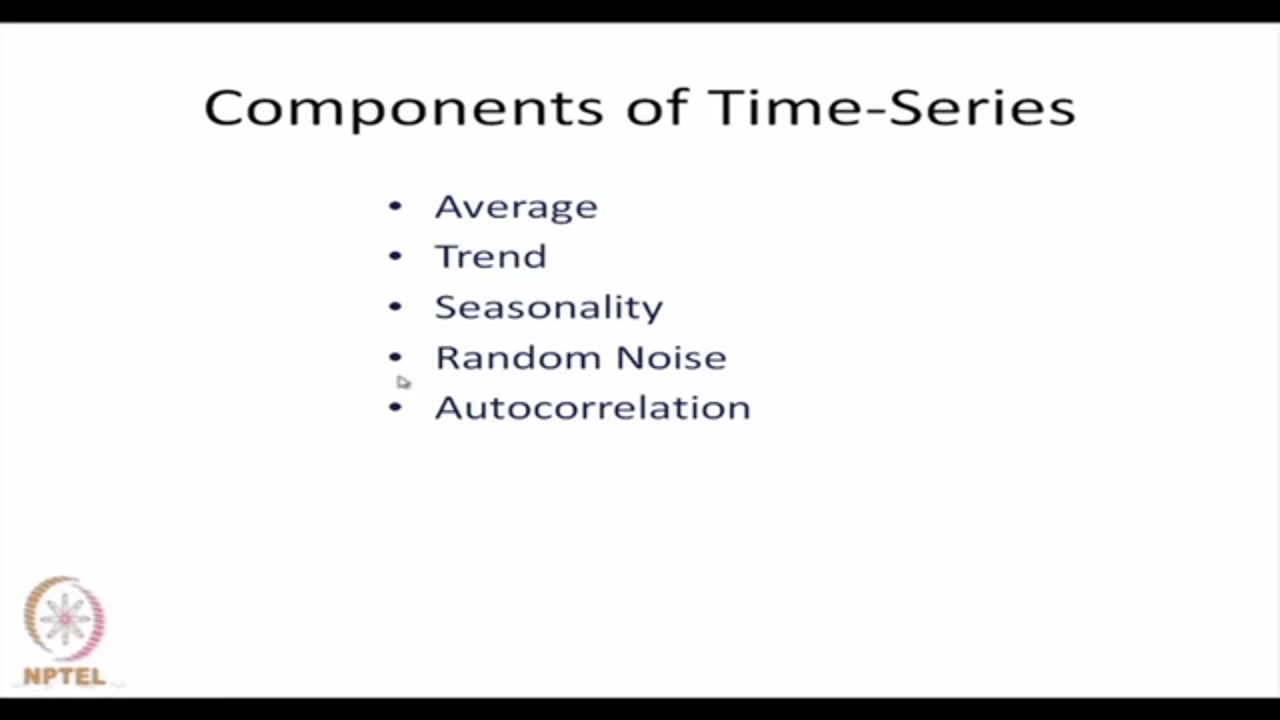 Components of Time-Series
• Average
• Trend
• Seasonality
• Random Noise
• Autocorrelation
NPTEL